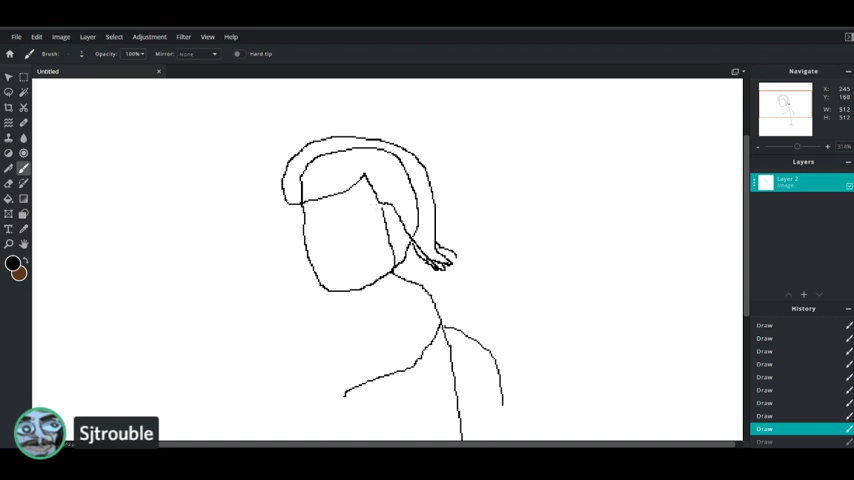 File Edit Image Layer Select Adjustment Filter View Help
Brush: 1 Opacity: 100% Mirror: None Hard tip
Untitled
Navigate
X: 245
Y: 168
W: 512
H: 512
314%
Layers
Layer 2
Image
History
Draw
Draw
Draw
Draw
Draw
Draw
Draw
Draw
Draw
Draw
Sjtrouble